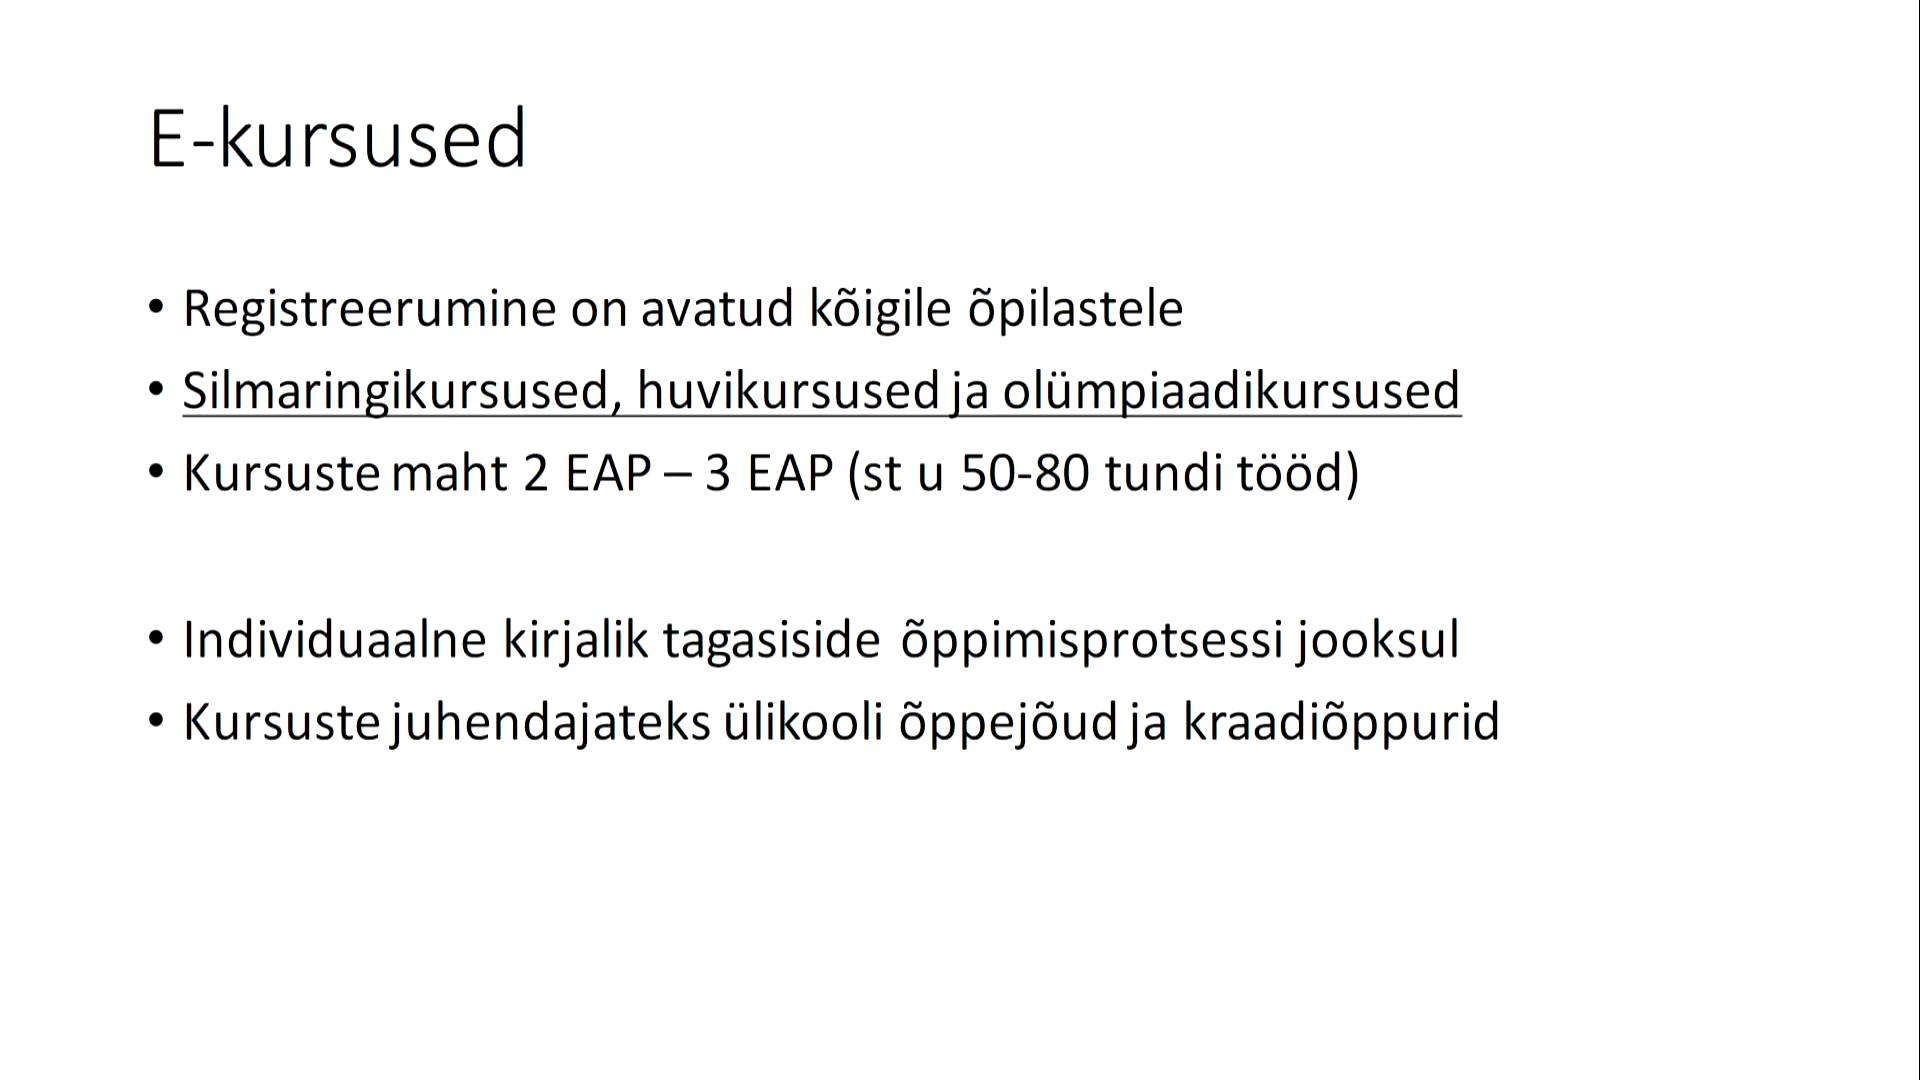 E-kursused
• Registreerumine on avatud kõigile õpilastele
• Silmaringikursused, huvikursused ja olümpiaadikursused
• Kursuste maht 2 EAP – 3 EAP (st u 50-80 tundi tööd)
• Individuaalne kirjalik tagasiside õppimisprotsessi jooksul
• Kursuste juhendajateks ülikooli õppejõud ja kraadiõppurid